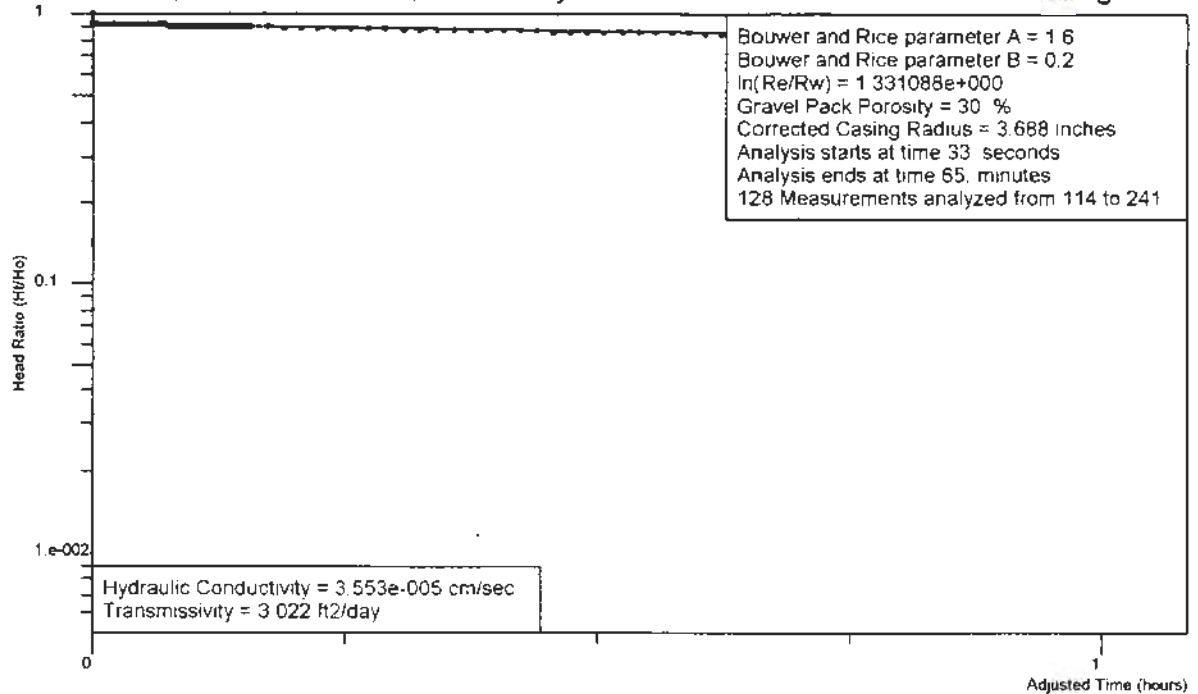 1
Bouwer and Rice parameter A = 1.6
Bouwer and Rice parameter B = 0.2
ln(Re/Rw) = 1 331088e+000
Gravel Pack Porosity = 30 %
Corrected Casing Radius = 3.688 inches
Analysis starts at time 33 seconds
Analysis ends at time 65. minutes
128 Measurements analyzed from 114 to 241
Head Ratio (Ht/Ho)
0.1
1.e-002
Hydraulic Conductivity = 3.553e-005 cm/sec
Transmissivity = 3 022 ft2/day
0
1
Adjusted Time (hours)